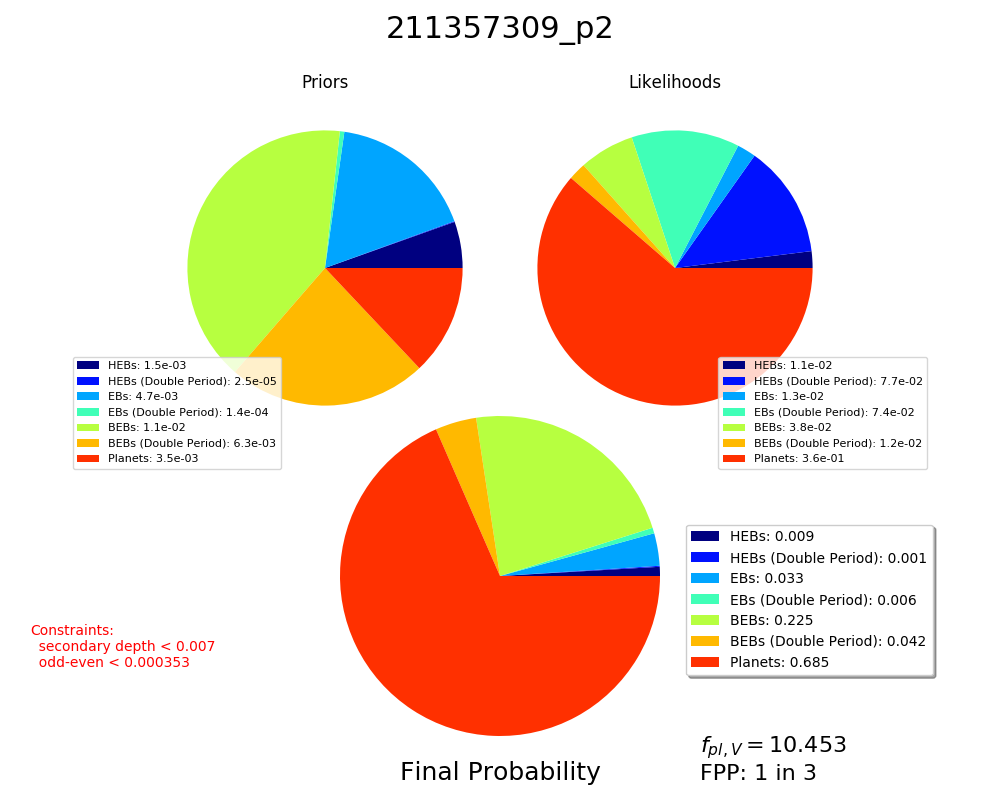 211357309_p2
Priors
Likelihoods
HEBs: 1.5e-03
HEBs (Double Period): 2.5e-05
EBs: 4.7e-03
EBs (Double Period): 1.4e-04
BEBs: 1.1e-02
BEBs (Double Period): 6.3e-03
Planets: 3.5e-03
HEBs: 1.1e-02
HEBs (Double Period): 7.7e-02
EBs: 1.3e-02
EBs (Double Period): 7.4e-02
BEBs: 3.8e-02
BEBs (Double Period): 1.2e-02
Planets: 3.6e-01
HEBs: 0.009
HEBs (Double Period): 0.001
EBs: 0.033
EBs (Double Period): 0.006
BEBs: 0.225
BEBs (Double Period): 0.042
Planets: 0.685
Constraints:
secondary depth < 0.007
odd-even < 0.000353
Final Probability
f_{pl, V} = 10.453
FPP: 1 in 3